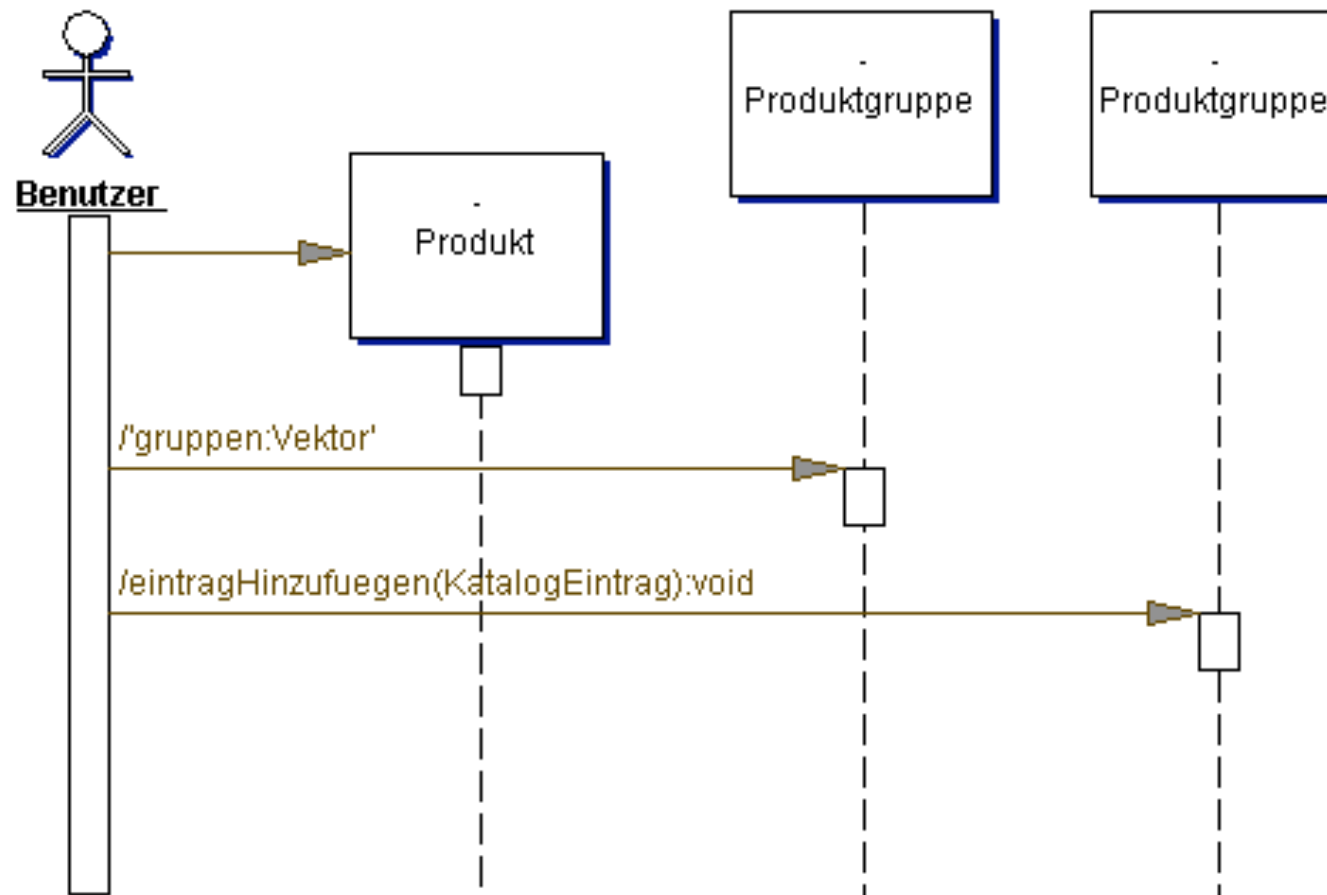 -
Produktgruppe
-
Produktgruppe
Benutzer
-
Produkt
/'gruppen:Vektor'
/eintragHinzufuegen(KatalogEintrag):void